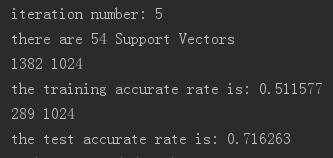 iteration number: 5
there are 54 Support Vectors
1382 1024
the training accurate rate is: 0.511577
289 1024
the test accurate rate is: 0.716263